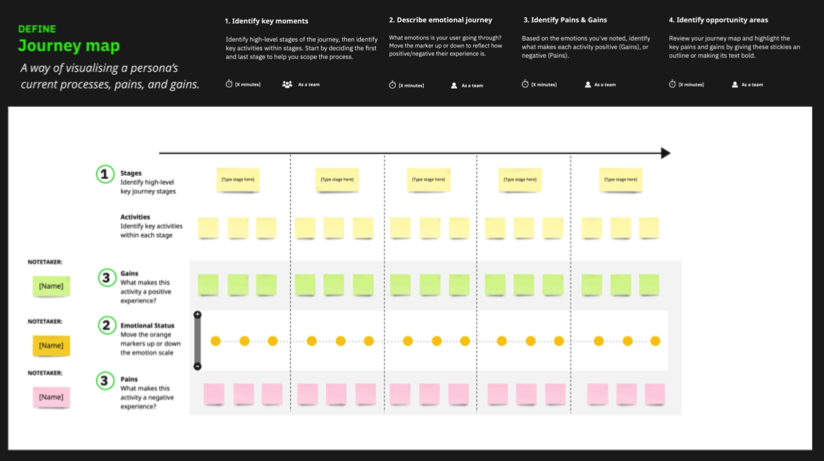 DEFINE
Journey map
A way of visualising a persona's
current processes, pains, and gains.
1. Identify key moments
Identify high-level stages of the journey, then identify
key activities within stages. Start by deciding the first
and last stage to help you scope the process.
[X minutes]
As a team
2. Describe emotional journey
What emotions is your user going through?
Move the marker up or down to reflect how
positive/negative their experience is.
[X minutes]
As a team
3. Identify Pains & Gains
Based on the emotions you've noted, identify
what makes each activity positive (Gains), or
negative (Pains).
[X minutes]
As a team
4. Identify opportunity areas
Review your journey map and highlight the
key pains and gains by giving these stickies an
outline or making its text bold.
[X minutes]
As a team
1
Stages
Identify high-level
key journey stages
[Type stage here]
[Type stage here]
[Type stage here]
[Type stage here]
[Type stage here]
Activities
Identify key activities
within each stage
NOTETAKER:
[Name]
3
Gains
What makes this
activity a positive
experience?
NOTETAKER:
[Name]
2
Emotional Status
Move the orange
markers up or down
the emotion scale
NOTETAKER:
[Name]
3
Pains
What makes this
activity a negative
experience?